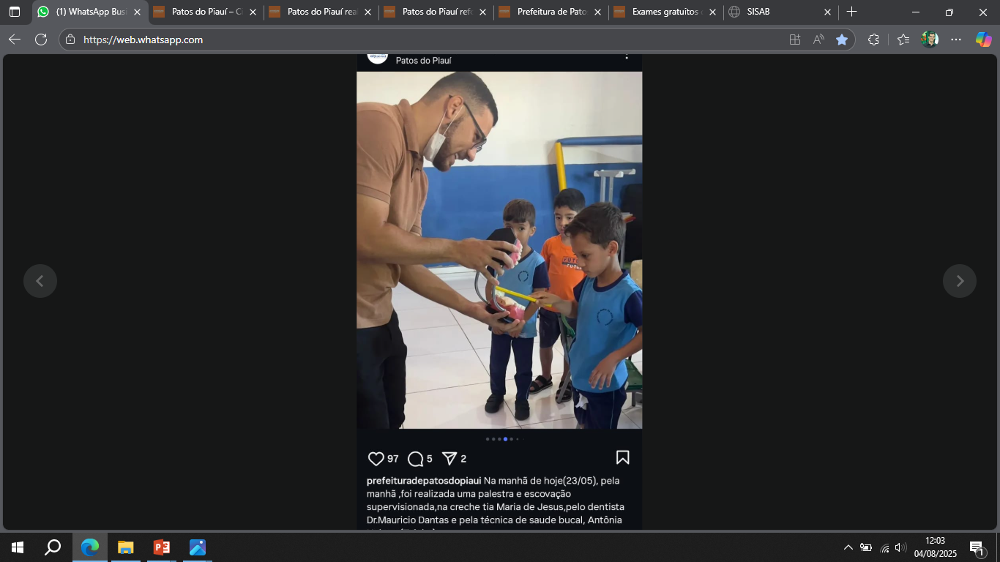 (1) WhatsApp Busi
Patos do Piauí – Ci
Patos do Piauí rea
Patos do Piauí refo
Prefeitura de Pato
Exames gratuitos
SISAB
https://web.whatsapp.com
Patos do Piauí
97
5
2
prefeituradepatosdopiaui Na manhã de hoje(23/05), pela
manhã ,foi realizada uma palestra e escovação
supervisionada,na creche tia Maria de Jesus,pelo dentista
Dr.Mauricio Dantas e pela técnica de saude bucal, Antônia
12:03
04/08/2025
1